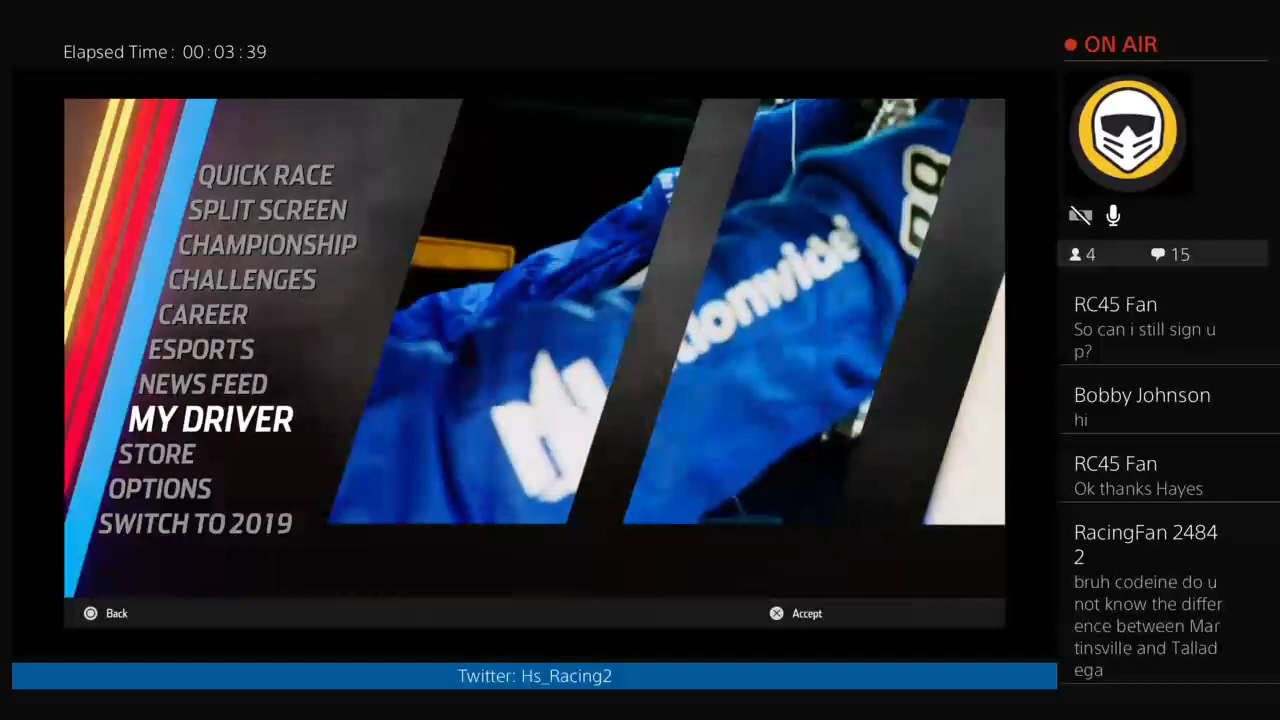 Elapsed Time: 00:03:39
ON AIR
QUICK RACE
SPLIT SCREEN
CHAMPIONSHIP
CHALLENGES
CAREER
ESPORTS
NEWS FEED
MY DRIVER
STORE
OPTIONS
SWITCH TO 2019
88
onwide
Back
Accept
Twitter: Hs_Racing2
4
15
RC45 Fan
So can i still sign u
p?
Bobby Johnson
hi
RC45 Fan
Ok thanks Hayes
RacingFan 2484
2
bruh codeine do u
not know the differ
ence between Mar
tinsville and Tallad
ega